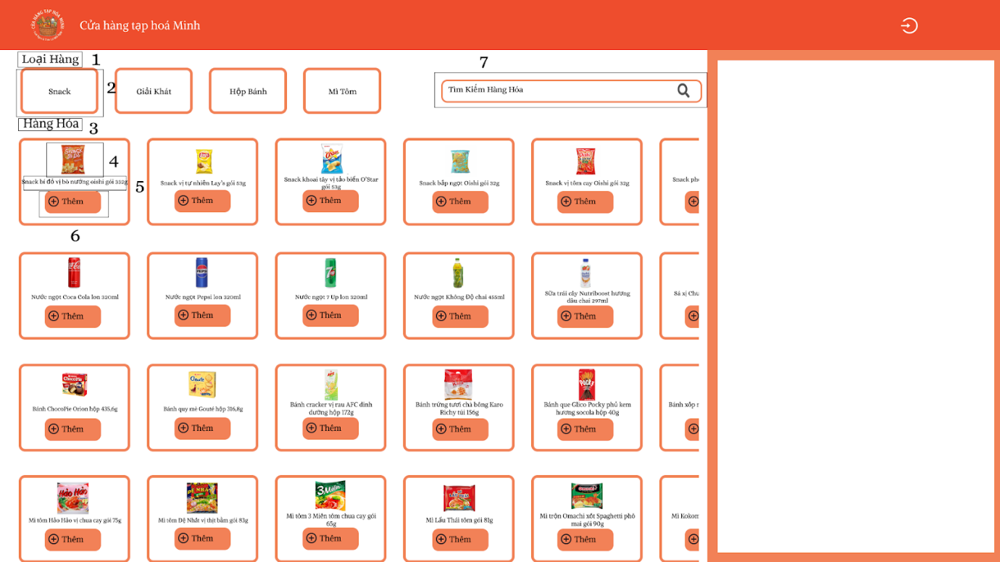 CỬA HÀNG TẠP HÓA MINH
Cửa hàng tạp hoá Minh
Loại Hàng
1
7
Snack
2
Giải Khát
Hộp Bánh
Mì Tôm
Tìm Kiếm Hàng Hóa
Hàng Hóa
3
4
Snack bí đỏ vị bò nướng oishi gói 332g
5
Snack vị tự nhiên Lay's gói 53g
Snack khoai tây vị tảo biển O'Star
gói 53g
Snack bắp ngọt Oishi gói 32g
Snack vị tôm cay Oishi gói 32g
Snack ph
Thêm
Thêm
Thêm
Thêm
Thêm
6
Nước ngọt Coca Cola lon 320ml
Nước ngọt Pepsi lon 320ml
Nước ngọt 7 Up lon 320ml
Nước ngọt Không Độ chai 455ml
Sữa trái cây Nutriboost hương
dâu chai 297ml
Sá xị Chu
Thêm
Thêm
Thêm
Thêm
Thêm
Bánh ChocoPie Orion hộp 435,6g
Bánh quy mè Gouté hộp 316,8g
Bánh cracker vị rau AFC dinh
dưỡng hộp 172g
Bánh trứng tươi chà bông Karo
Richy túi 156g
Bánh que Glico Pocky phủ kem
hương socola hộp 40g
Bánh xốp
Thêm
Thêm
Thêm
Thêm
Thêm
Mì tôm Hảo Hảo vị chua cay gói 75g
Mì tôm Đệ Nhất vị thịt bằm gói 83g
Mì tôm 3 Miền tôm chua cay gói
65g
Mì Lẩu Thái tôm gói 81g
Mì trộn Omachi xốt Spaghetti phô
mai gói 90g
Mì Kokom
Thêm
Thêm
Thêm
Thêm
Thêm